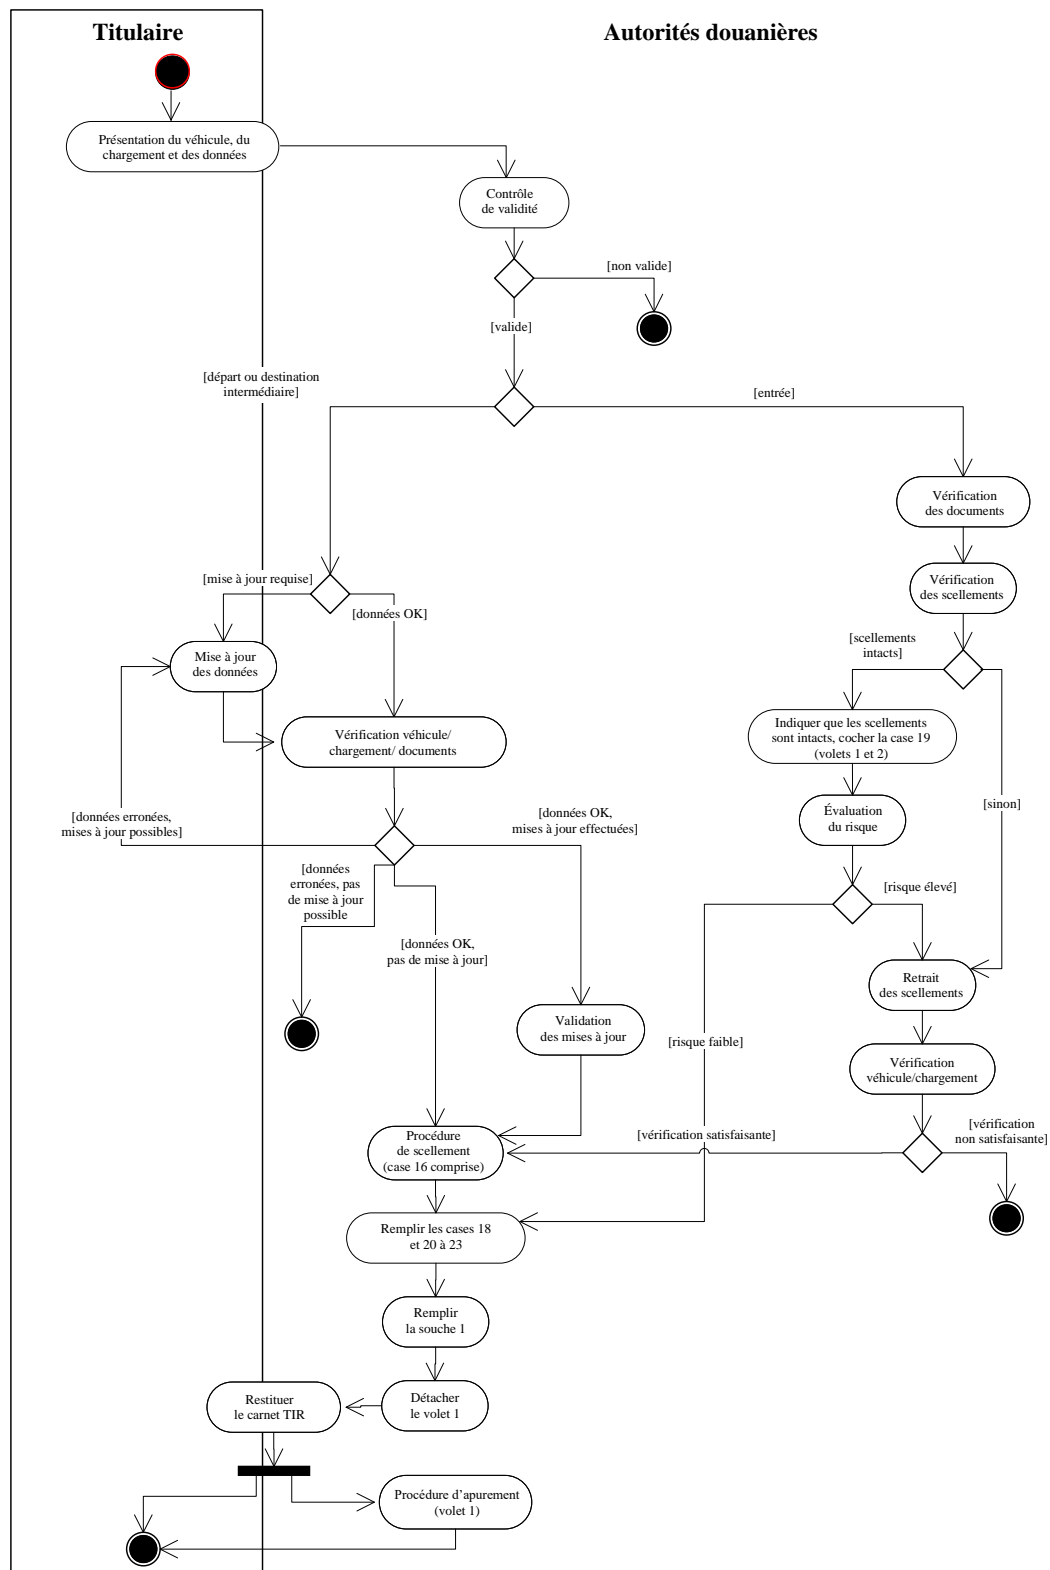 Titulaire
Autorités douanières
Présentation du véhicule, du
chargement et des données
Contrôle
de validité
[non valide]
[valide]
[départ ou destination
intermédiaire]
[entrée]
Vérification
des documents
Vérification
des scellements
[mise à jour requise]
[données OK]
[scellements
intacts]
Mise à jour
des données
Vérification véhicule/
chargement/ documents
Indiquer que les scellements
sont intacts, cocher la case 19
(volets 1 et 2)
[sinon]
[données erronées,
mises à jour possibles]
[données OK,
mises à jour effectuées]
Évaluation
du risque
[données
erronées, pas
de mise à jour
possible
[risque élevé]
[données OK,
pas de mise à jour]
Retrait
des scellements
Validation
des mises à jour
[risque faible]
Vérification
véhicule/chargement
Procédure
de scellement
(case 16 comprise)
[vérification satisfaisante]
[vérification
non satisfaisante]
Remplir les cases 18
et 20 à 23
Remplir
la souche 1
Détacher
le volet 1
Restituer
le carnet TIR
Procédure d’apurement
(volet 1)